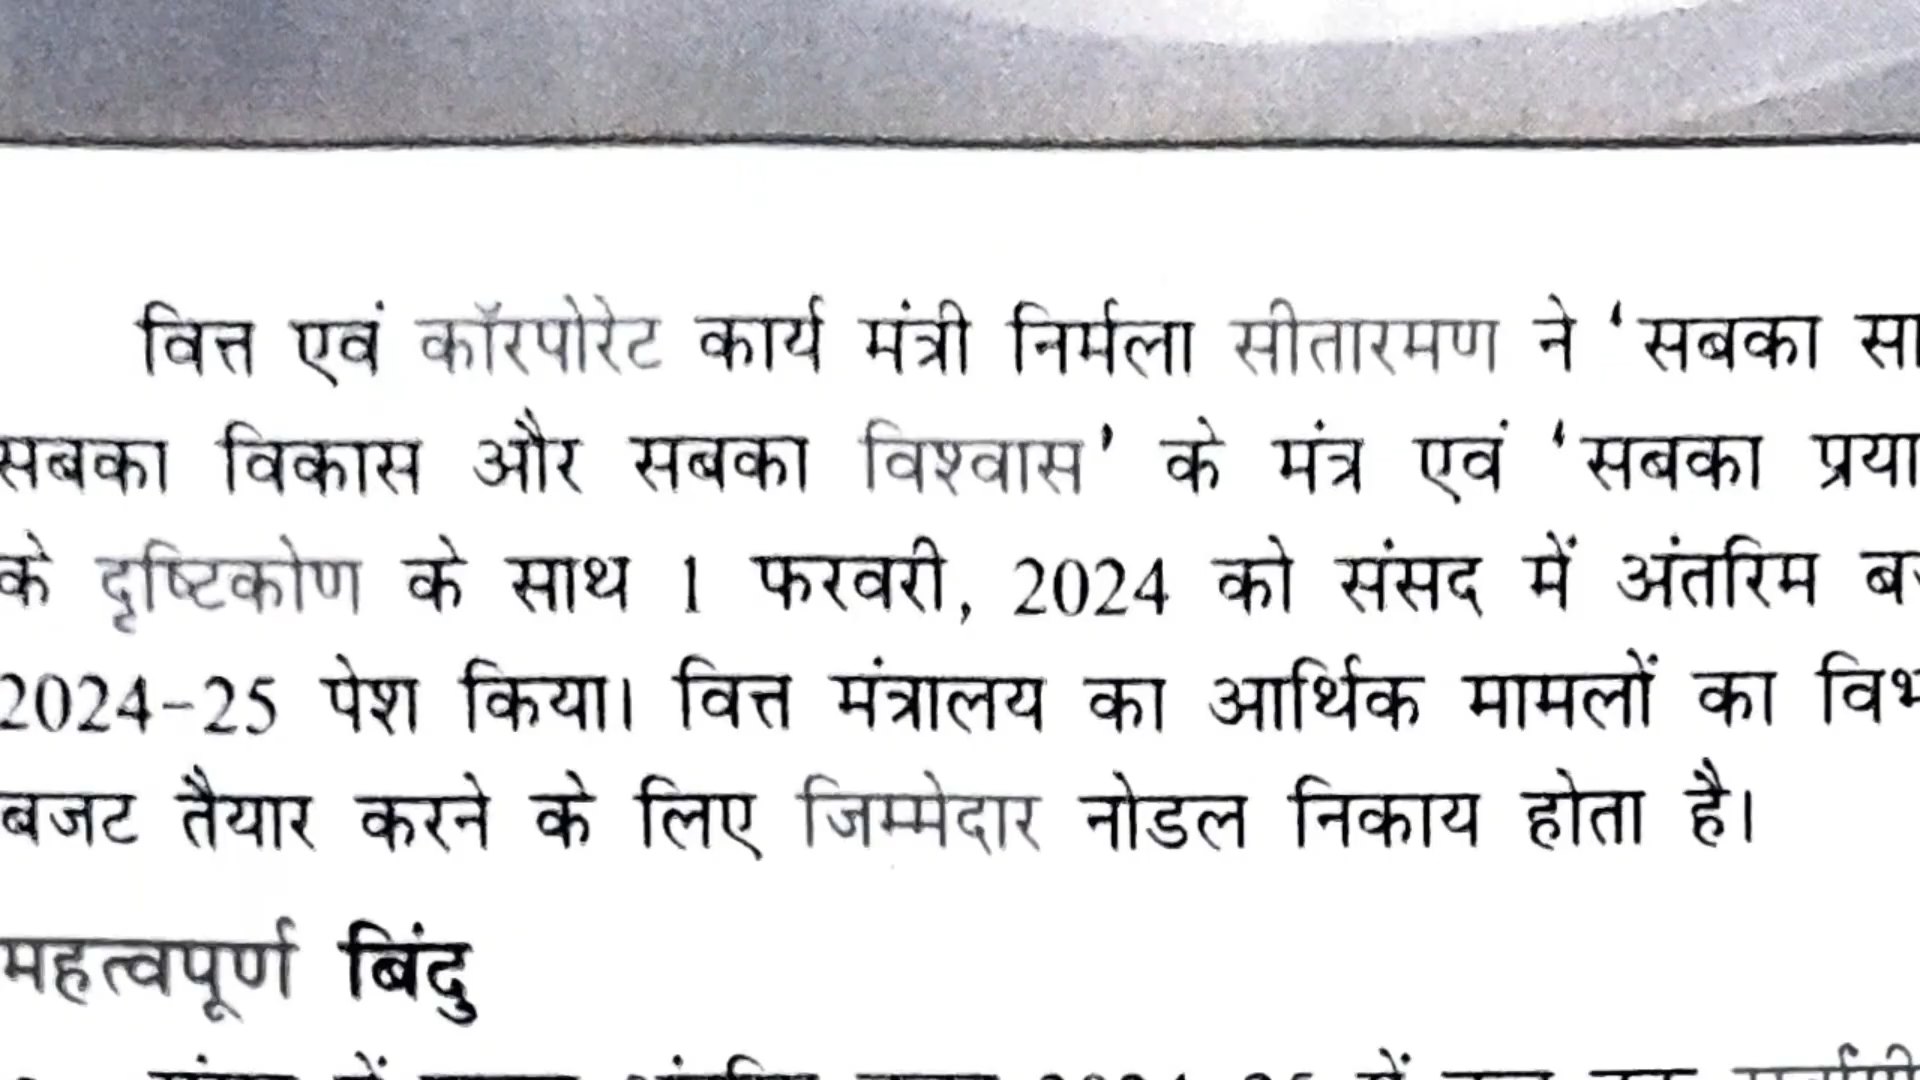 वित्त एवं कॉरपोरेट कार्य मंत्री निर्मला सीतारमण ने ‘सबका सा
सबका विकास और सबका विश्वास’ के मंत्र एवं ‘सबका प्रया
के दृष्टिकोण के साथ 1 फरवरी, 2024 को संसद में अंतरिम ब
2024-25 पेश किया। वित्त मंत्रालय का आर्थिक मामलों का विभ
बजट तैयार करने के लिए जिम्मेदार नोडल निकाय होता है।
महत्वपूर्ण बिंदु